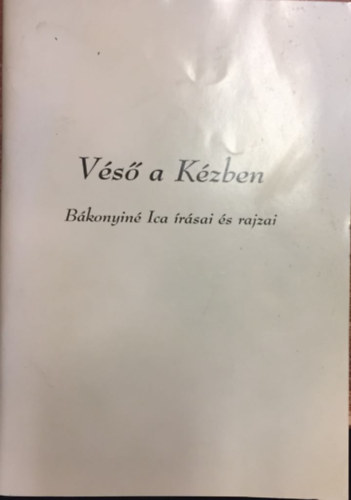 Véső a Kézben
Bákonyiné Ica írásai és rajzai